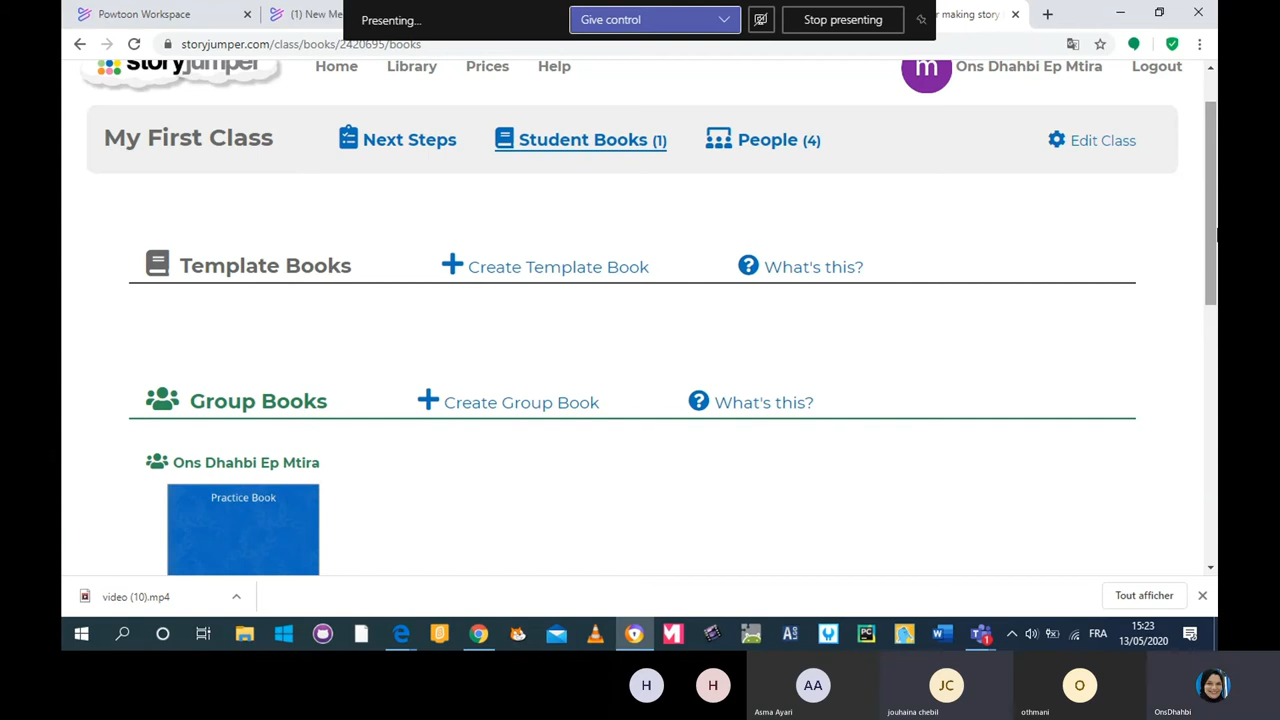 Powtoon Workspace
(1) New Me
Presenting...
Give control
Stop presenting
r making story
storyjumper.com/class/books/2420695/books
storyjumper
Home
Library
Prices
Help
m
Ons Dhahbi Ep Mtira
Logout
My First Class
Next Steps
Student Books (1)
People (4)
Edit Class
Template Books
Create Template Book
What's this?
Group Books
Create Group Book
What's this?
Ons Dhahbi Ep Mtira
Practice Book
video (10).mp4
Tout afficher
FRA
15:23
13/05/2020
H
H
AA
Asma Ayari
JC
jouhaina chebil
O
othmani
OnsDhahbi